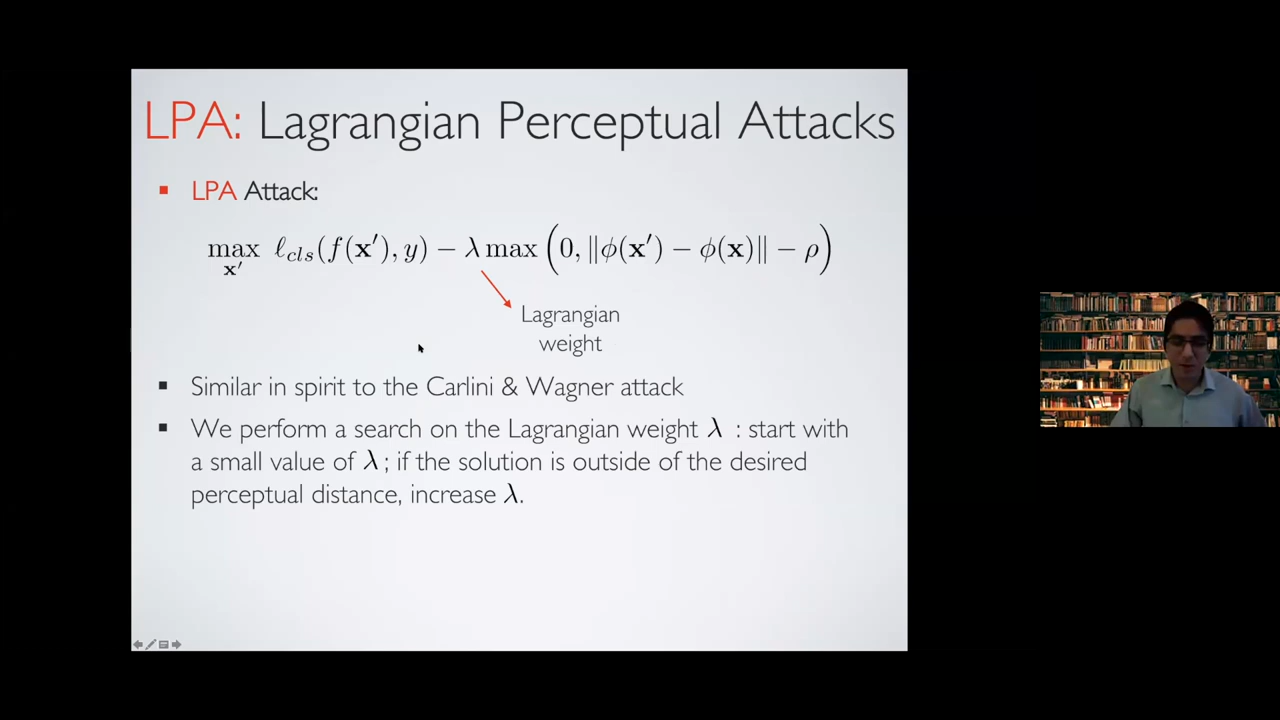 LPA: Lagrangian Perceptual Attacks
▪ LPA Attack:
max ℓ_cls(f(x′), y) − λ max(0, ‖ϕ(x′) − ϕ(x)‖ − ρ)
x′
Lagrangian
weight
▪ Similar in spirit to the Carlini & Wagner attack
▪ We perform a search on the Lagrangian weight λ : start with
a small value of λ ; if the solution is outside of the desired
perceptual distance, increase λ.